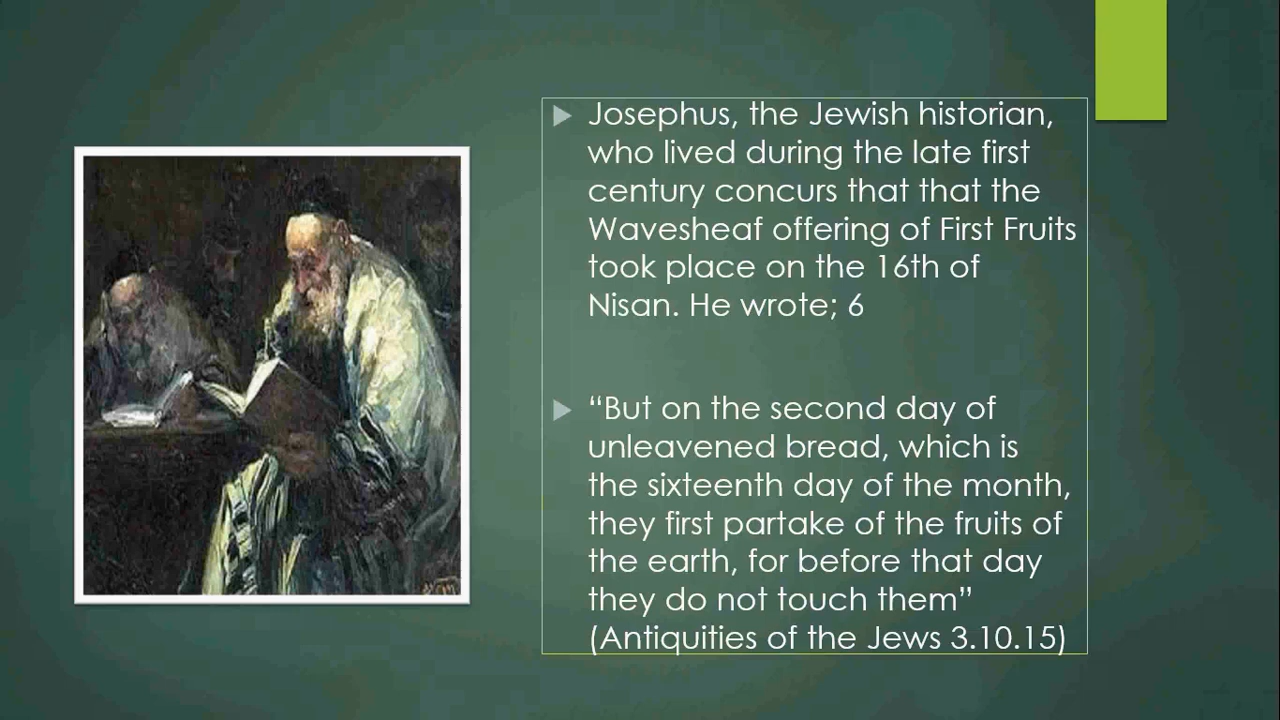 Josephus, the Jewish historian,
who lived during the late first
century concurs that that the
Wavesheaf offering of First Fruits
took place on the 16th of
Nisan. He wrote; 6
“But on the second day of
unleavened bread, which is
the sixteenth day of the month,
they first partake of the fruits of
the earth, for before that day
they do not touch them”
(Antiquities of the Jews 3.10.15)